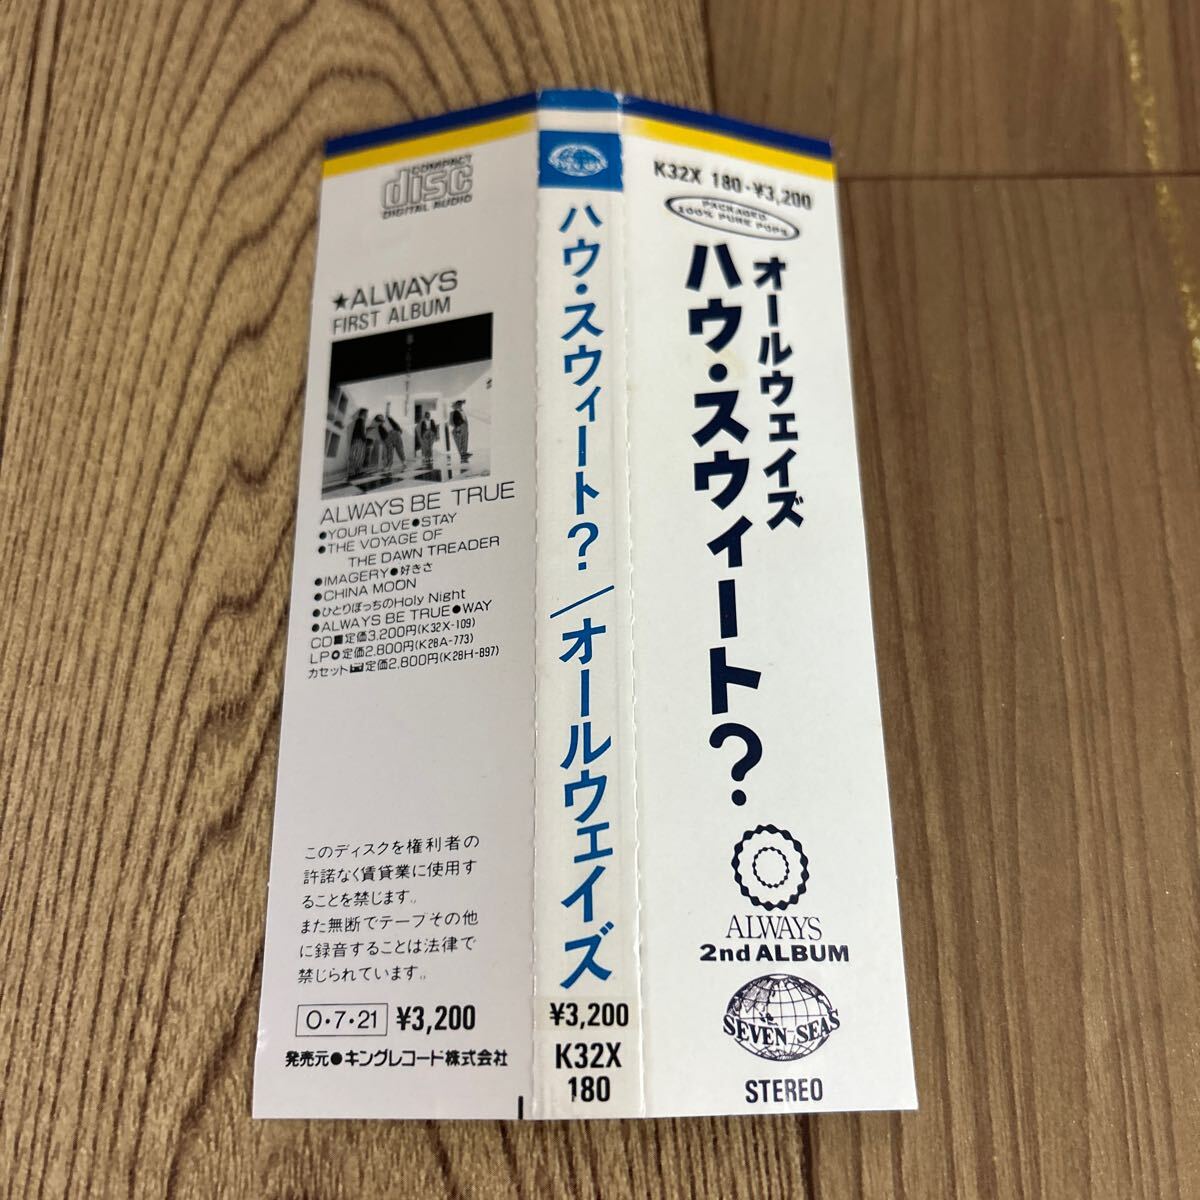 COMPACT
disc
DIGITAL AUDIO
★ALWAYS
FIRST ALBUM
ALWAYS BE TRUE
●YOUR LOVE●STAY
●THE VOYAGE OF
THE DAWN TREADER
●IMAGERY●好きさ
●CHINA MOON
●ひとりぼっちのHoly Night
●ALWAYS BE TRUE●WAY
CD■定価3,200円(K32X-109)
LP●定価2,800円(K28A-773)
カセット 定価2,800円(K28H-897)
このディスクを権利者の
許諾なく賃貸業に使用す
ることを禁じます。
また無断でテープその他
に録音することは法律で
禁じられています。
O・7・21 ¥3,200
発売元●キングレコード株式会社
SEVEN SEAS
ハウ・スウィート?/オールウェイズ
¥3,200
K32X
180
K32X 180・¥3,200
PACKAGED
100% PURE POPS
オールウェイズ
ハウ・スウィート?
ALWAYS
2nd ALBUM
SEVEN SEAS
STEREO